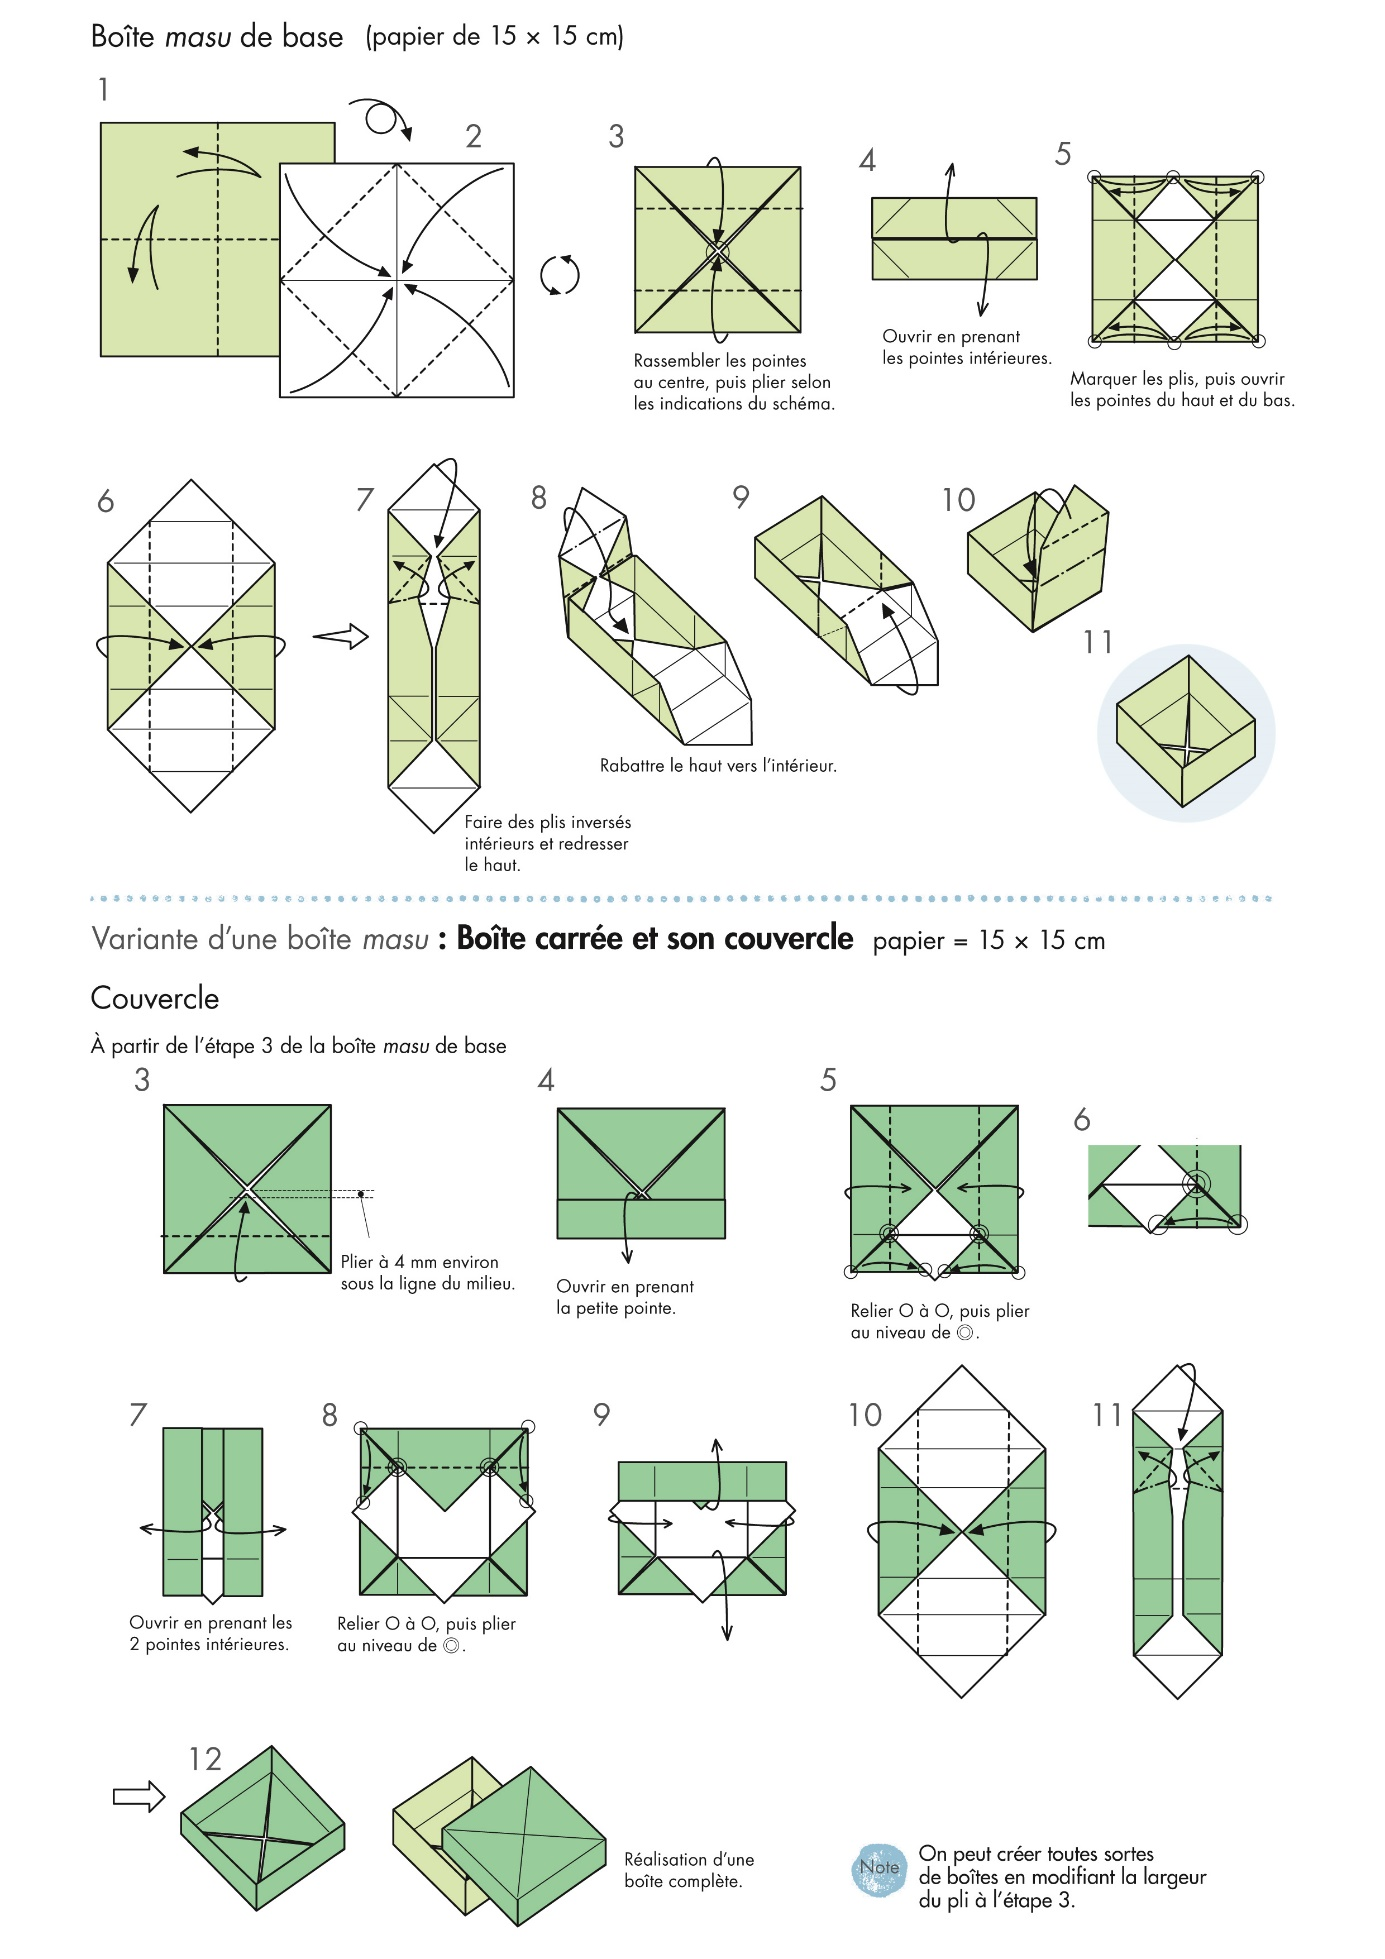 Boîte masu de base (papier de 15 × 15 cm)
1
2
3
Rassembler les pointes
au centre, puis plier selon
les indications du schéma.
4
Ouvrir en prenant
les pointes intérieures.
5
Marquer les plis, puis ouvrir
les pointes du haut et du bas.
6
7
Faire des plis inversés
intérieurs et redresser
le haut.
8
Rabattre le haut vers l'intérieur.
9
10
11
Variante d'une boîte masu : Boîte carrée et son couvercle papier = 15 × 15 cm
Couvercle
À partir de l'étape 3 de la boîte masu de base
3
Plier à 4 mm environ
sous la ligne du milieu.
4
Ouvrir en prenant
la petite pointe.
5
Relier O à O, puis plier
au niveau de ◎.
6
7
Ouvrir en prenant les
2 pointes intérieures.
8
Relier O à O, puis plier
au niveau de ◎.
9
10
11
12
Réalisation d'une
boîte complète.
Note
On peut créer toutes sortes
de boîtes en modifiant la largeur
du pli à l'étape 3.